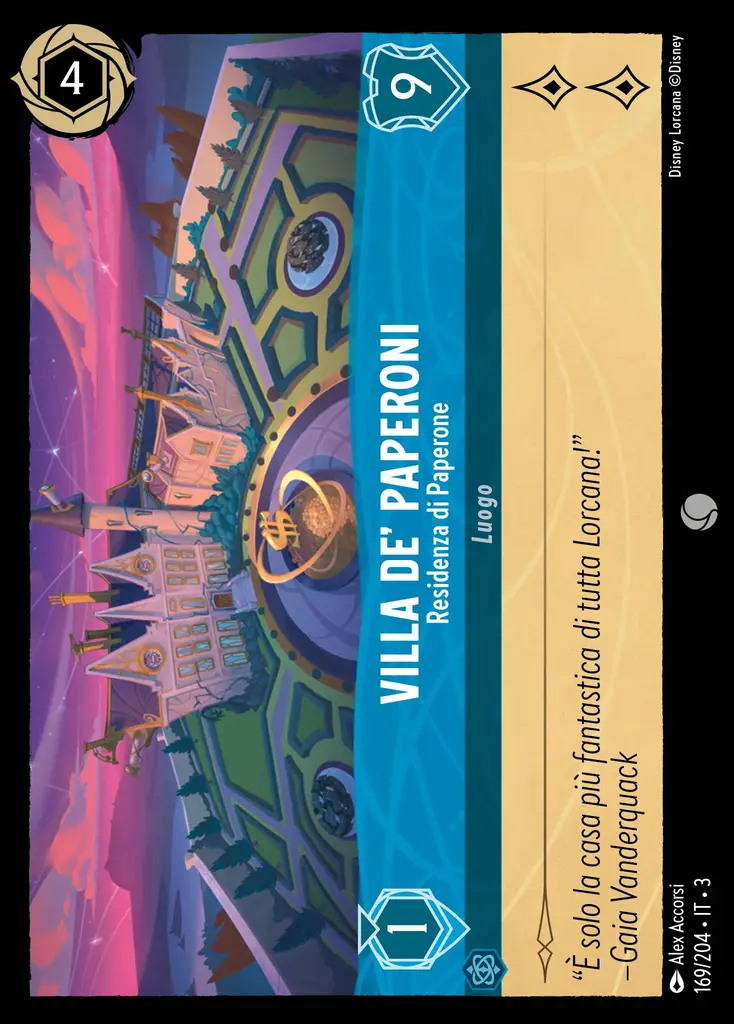 4
VILLA DE’ PAPERONI
Residenza di Paperone
1
9
Luogo
“È solo la casa più fantastica di tutta Lorcana!”
–Gaia Vanderquack
Alex Accorsi
169/204 • IT • 3
Disney Lorcana ©Disney